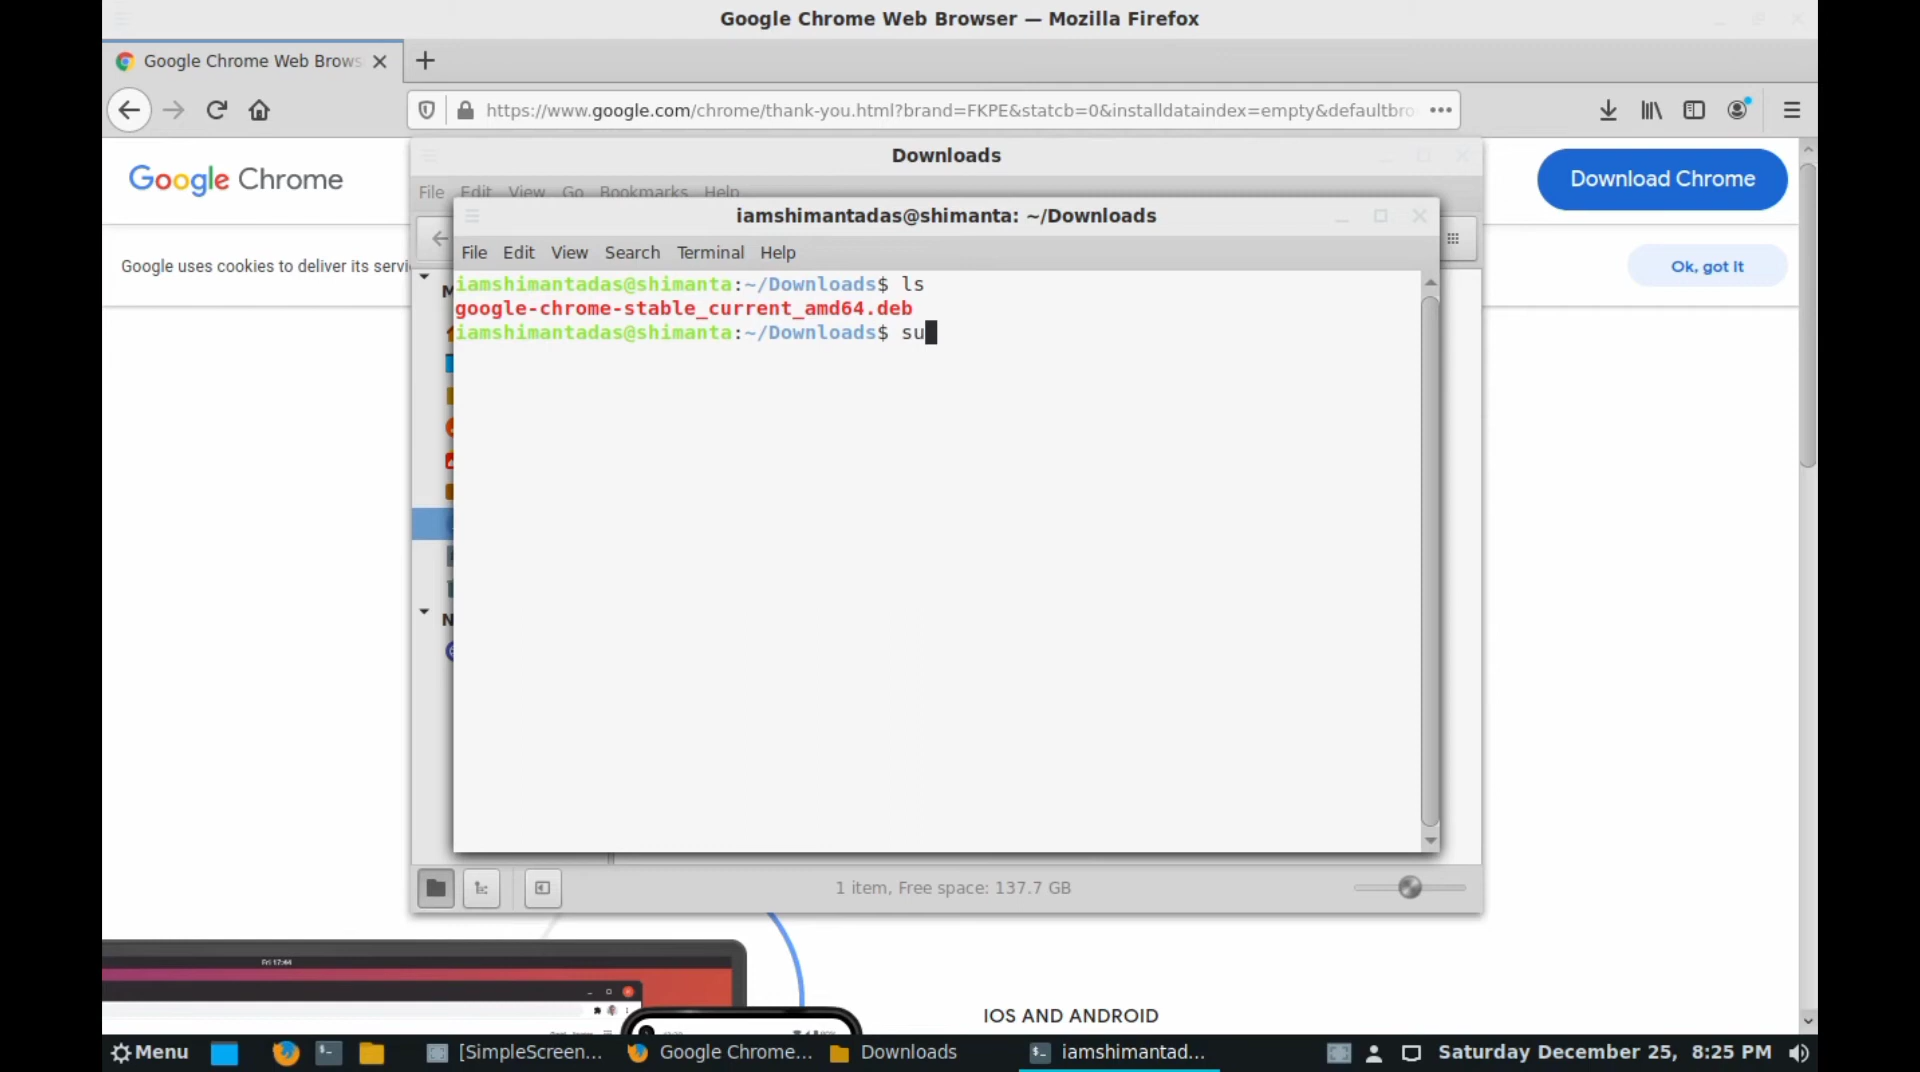 Google Chrome Web Browser — Mozilla Firefox
Google Chrome Web Brows
https://www.google.com/chrome/thank-you.html?brand=FKPE&statcb=0&installdataindex=empty&defaultbro
Google Chrome
Download Chrome
Downloads
File Edit View Go Bookmarks Help
iamshimantadas@shimanta: ~/Downloads
File Edit View Search Terminal Help
Google uses cookies to deliver its servi
Ok, got It
iamshimantadas@shimanta:~/Downloads$ ls
google-chrome-stable_current_amd64.deb
iamshimantadas@shimanta:~/Downloads$ su
1 item, Free space: 137.7 GB
Fri 17:44
IOS AND ANDROID
Menu
[SimpleScreen...
Google Chrome...
Downloads
iamshimantad...
Saturday December 25, 8:25 PM